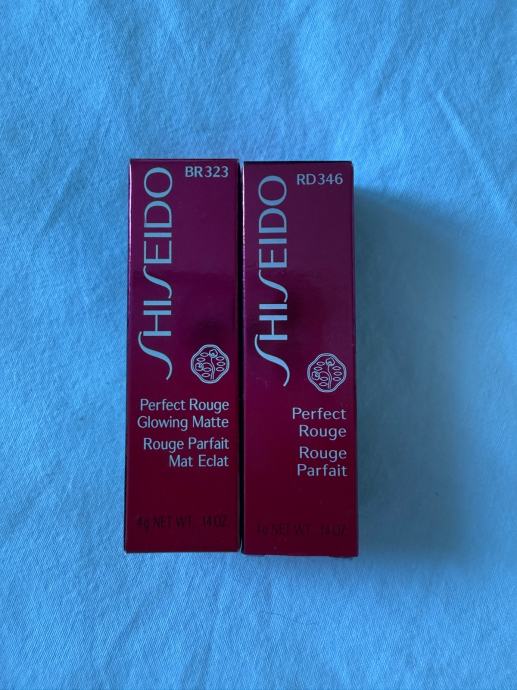 BR323
SHISEIDO
Perfect Rouge
Glowing Matte
Rouge Parfait
Mat Eclat
4g NET WT. .14 OZ.
RD346
SHISEIDO
Perfect
Rouge
Rouge
Parfait
4g NET WT. .14 OZ.